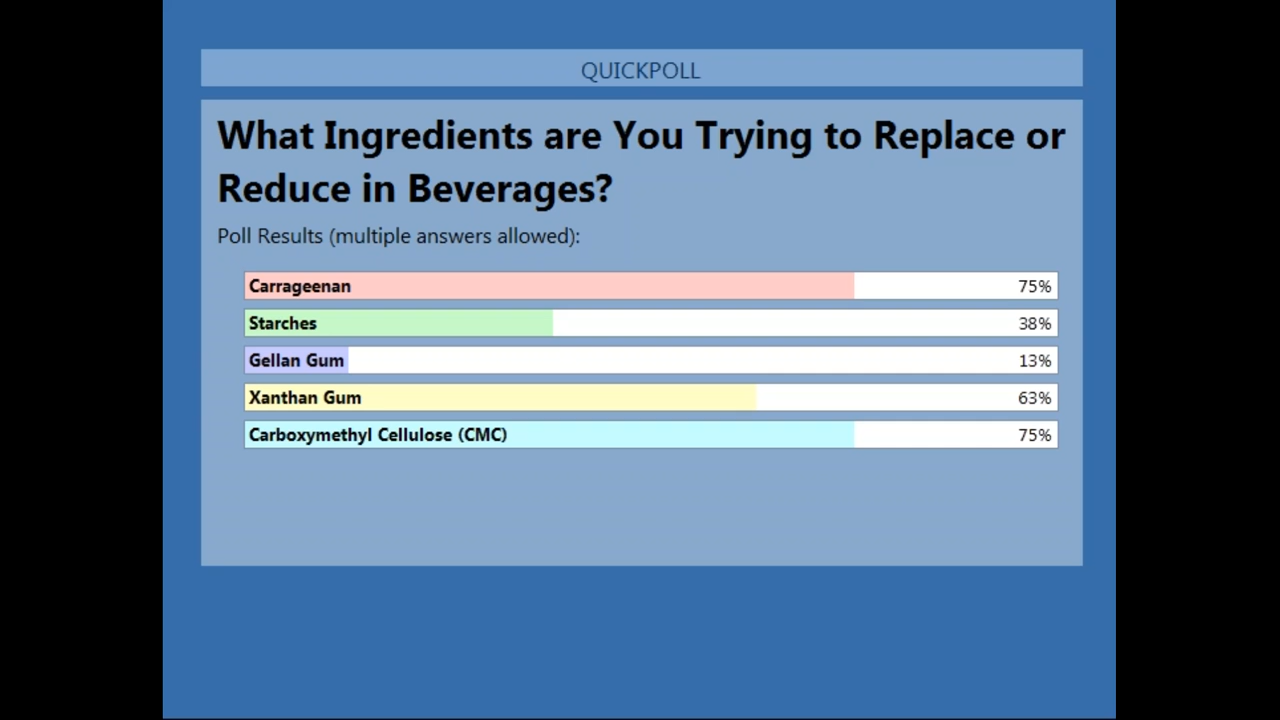 QUICKPOLL
What Ingredients are You Trying to Replace or
Reduce in Beverages?
Poll Results (multiple answers allowed):
Carrageenan 75%
Starches 38%
Gellan Gum 13%
Xanthan Gum 63%
Carboxymethyl Cellulose (CMC) 75%